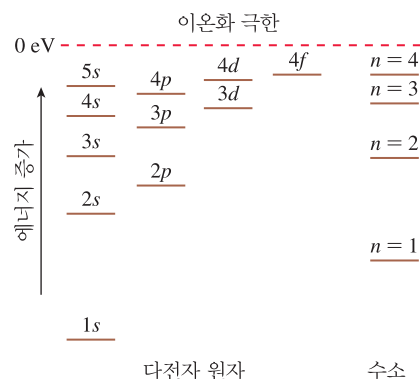 이온화 극한
0 eV
5s 4p 4d 4f n = 4
4s 3p 3d n = 3
3s n = 2
2p
2s
n = 1
1s
에너지 증가
다전자 원자 수소